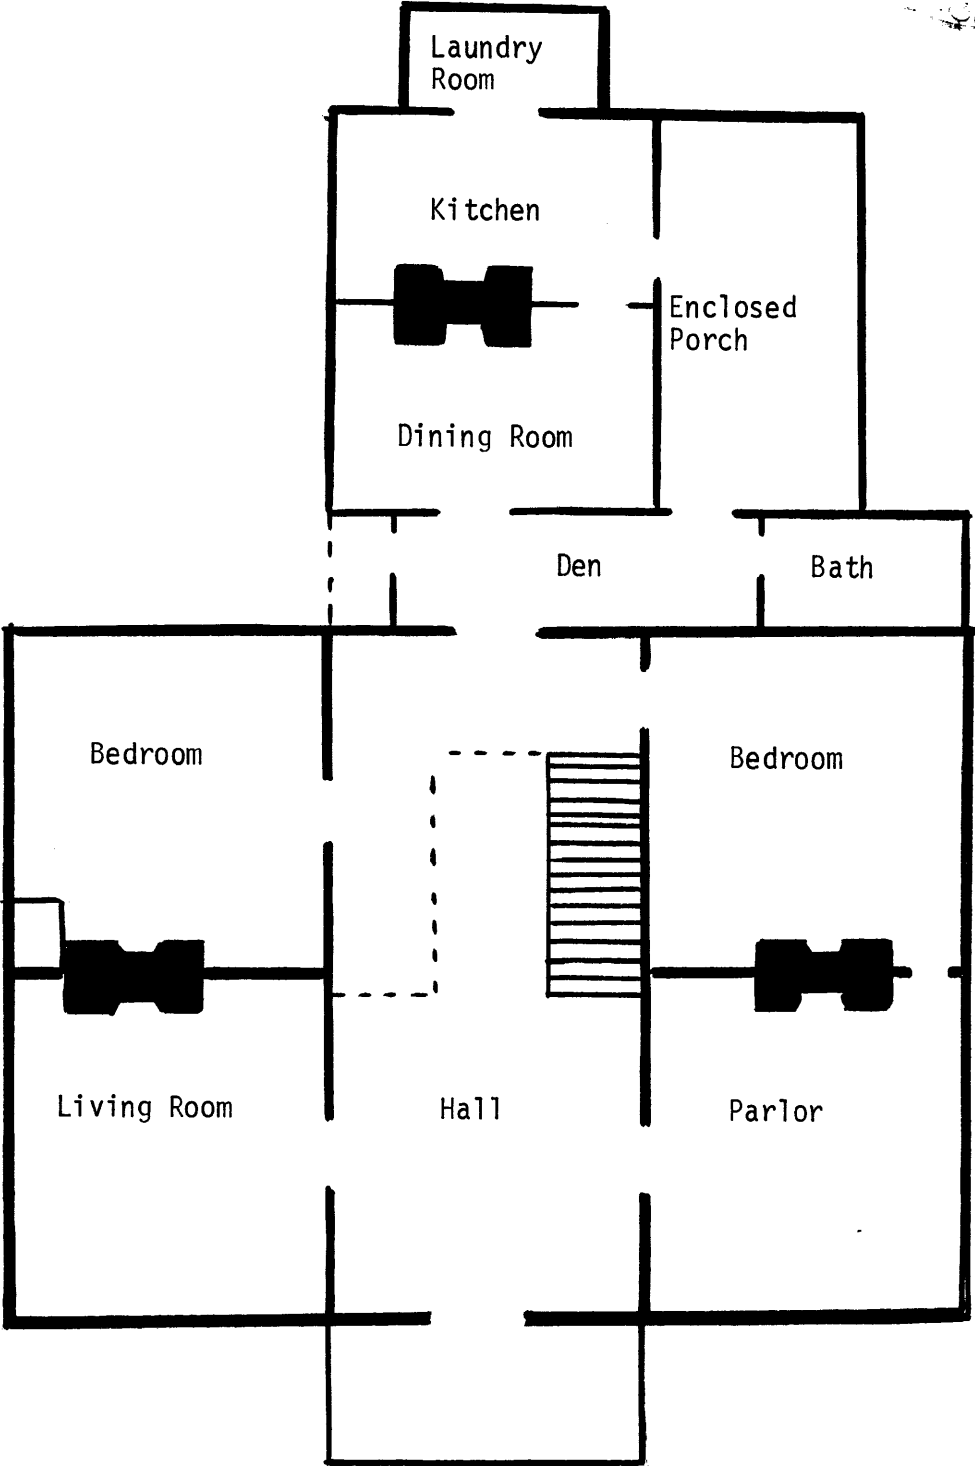 Laundry
Room
Kitchen
Enclosed
Porch
Dining Room
Den
Bath
Bedroom
Bedroom
Living Room
Hall
Parlor